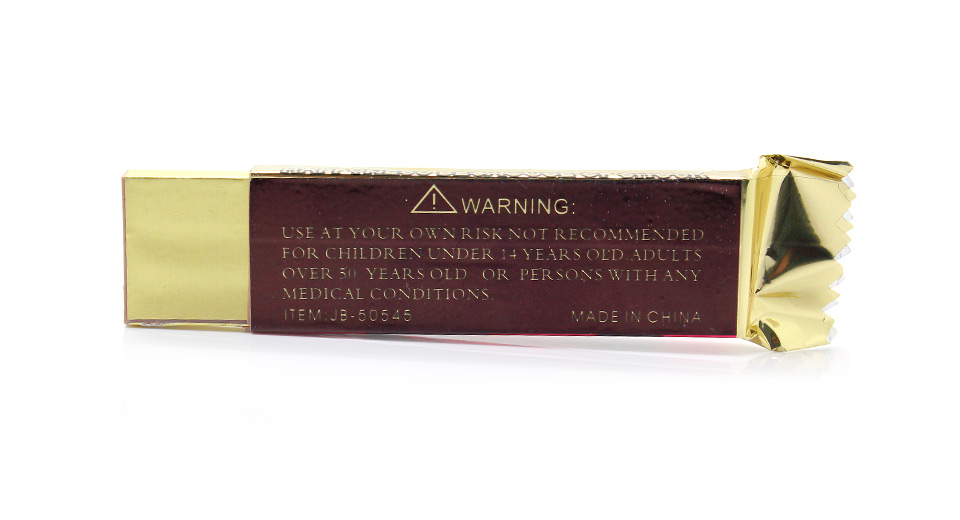 WARNING:
USE AT YOUR OWN RISK NOT RECOMMENDED
FOR CHILDREN UNDER 14 YEARS OLD.ADULTS
OVER 50 YEARS OLD OR PERSONS WITH ANY
MEDICAL CONDITIONS.
ITEM:JB-50545 MADE IN CHINA